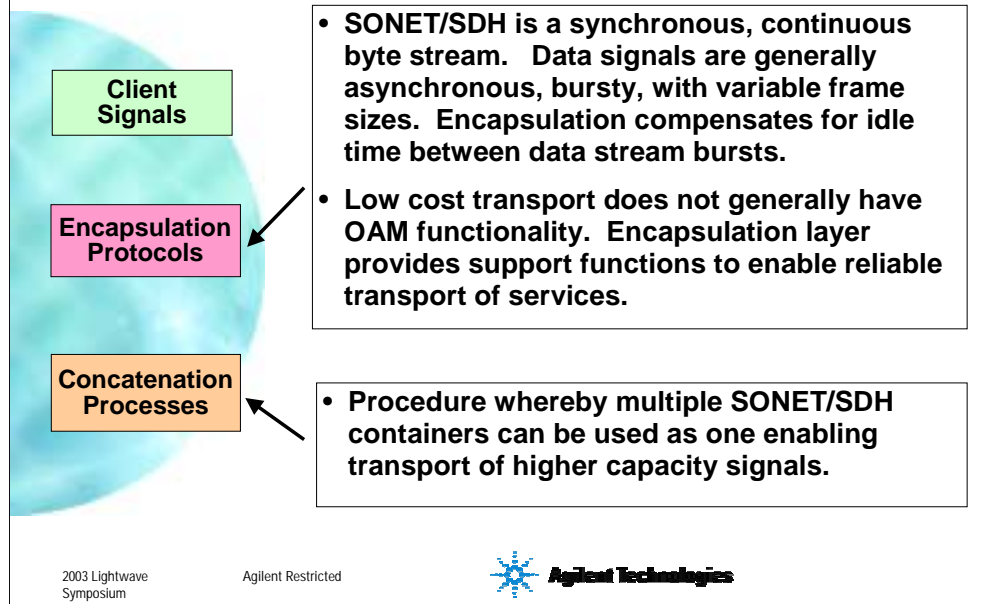 Client
Signals
• SONET/SDH is a synchronous, continuous
byte stream. Data signals are generally
asynchronous, bursty, with variable frame
sizes. Encapsulation compensates for idle
time between data stream bursts.
• Low cost transport does not generally have
OAM functionality. Encapsulation layer
provides support functions to enable reliable
transport of services.
Encapsulation
Protocols
Concatenation
Processes
• Procedure whereby multiple SONET/SDH
containers can be used as one enabling
transport of higher capacity signals.
2003 Lightwave
Symposium
Agilent Restricted
Agilent Technologies